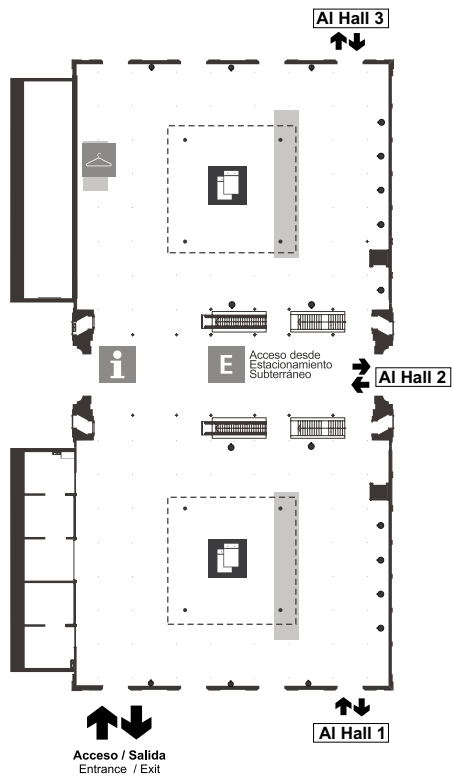 Al Hall 3
i
E
Acceso desde
Estacionamiento
Subterráneo
Al Hall 2
Al Hall 1
Acceso / Salida
Entrance / Exit